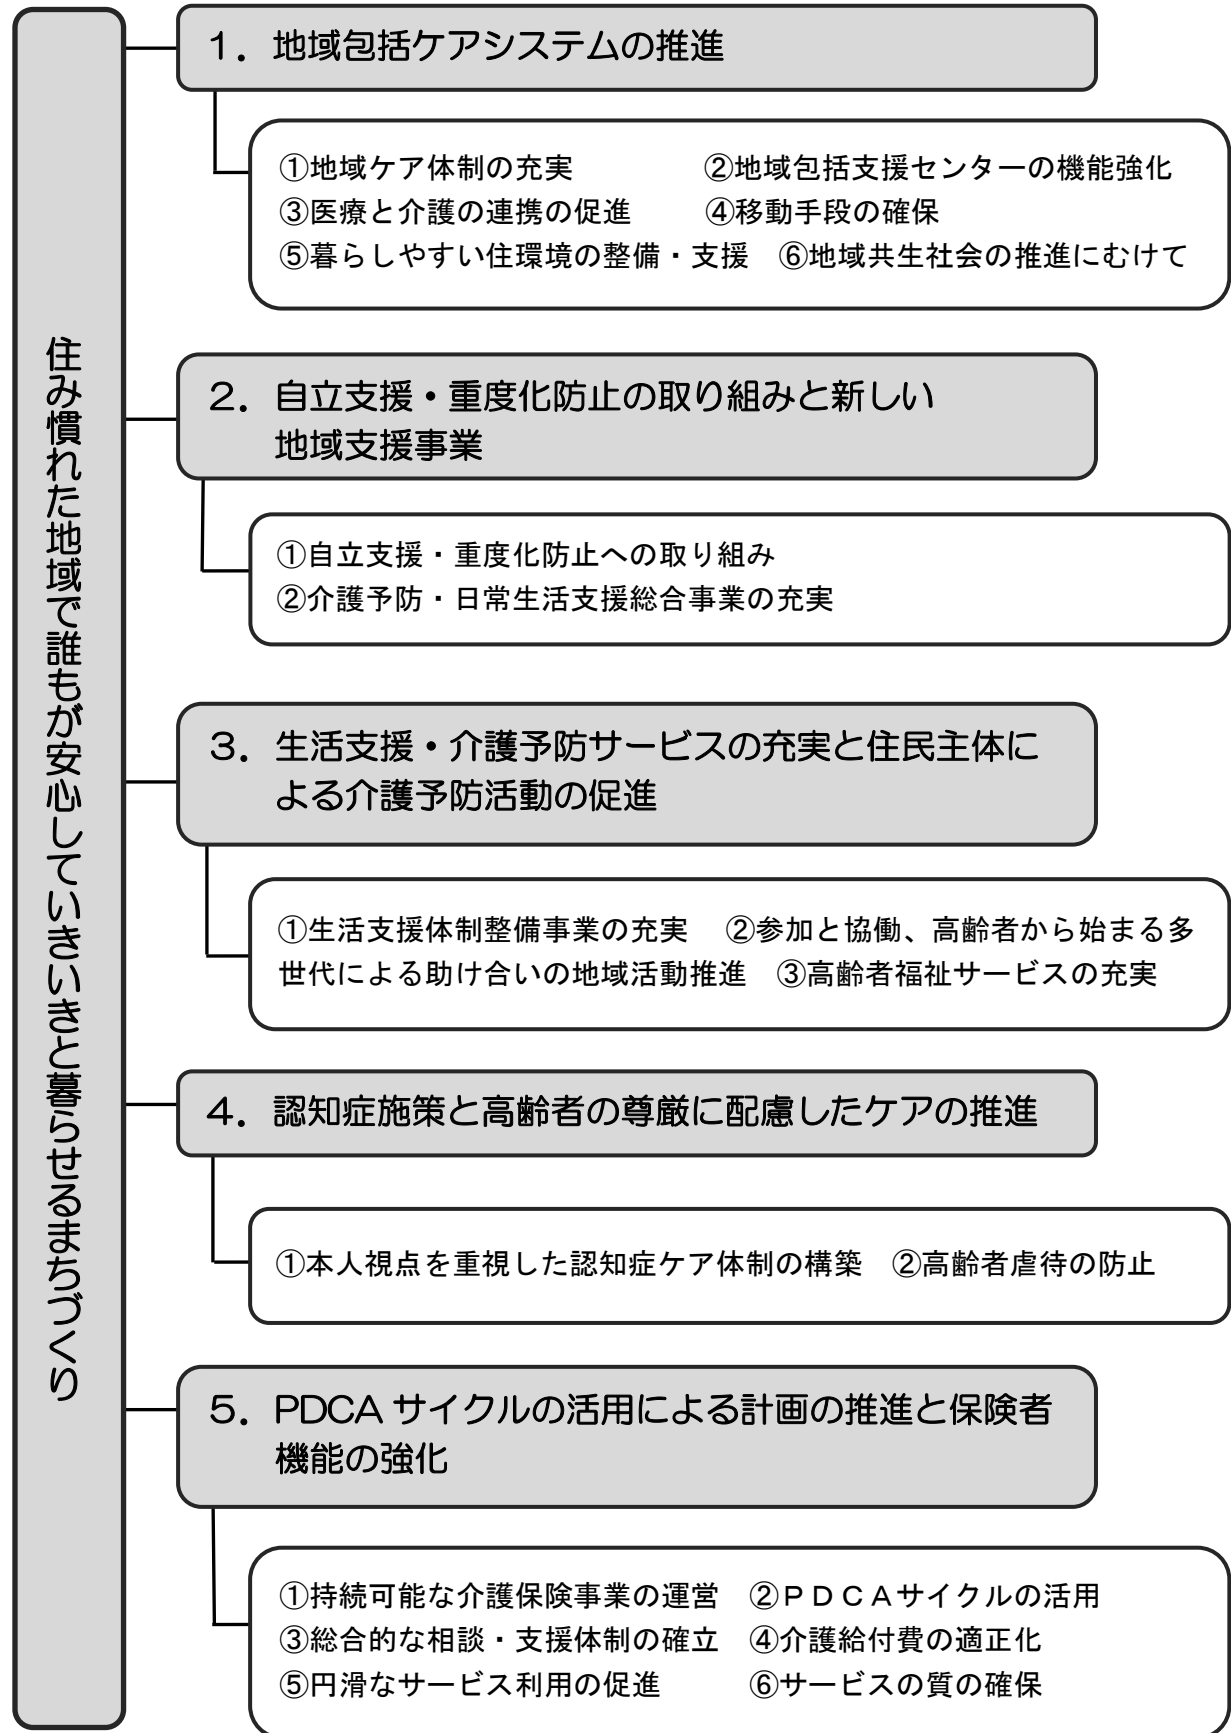 住み慣れた地域で誰もが安心していきいきと暮らせるまちづくり
１．地域包括ケアシステムの推進
①地域ケア体制の充実　②地域包括支援センターの機能強化
③医療と介護の連携の促進　④移動手段の確保
⑤暮らしやすい住環境の整備・支援　⑥地域共生社会の推進にむけて
２．自立支援・重度化防止の取り組みと新しい
地域支援事業
①自立支援・重度化防止への取り組み
②介護予防・日常生活支援総合事業の充実
３．生活支援・介護予防サービスの充実と住民主体に
よる介護予防活動の促進
①生活支援体制整備事業の充実　②参加と協働、高齢者から始まる多
世代による助け合いの地域活動推進　③高齢者福祉サービスの充実
４．認知症施策と高齢者の尊厳に配慮したケアの推進
①本人視点を重視した認知症ケア体制の構築　②高齢者虐待の防止
５．PDCA サイクルの活用による計画の推進と保険者
機能の強化
①持続可能な介護保険事業の運営　②ＰＤＣＡサイクルの活用
③総合的な相談・支援体制の確立　④介護給付費の適正化
⑤円滑なサービス利用の促進　⑥サービスの質の確保